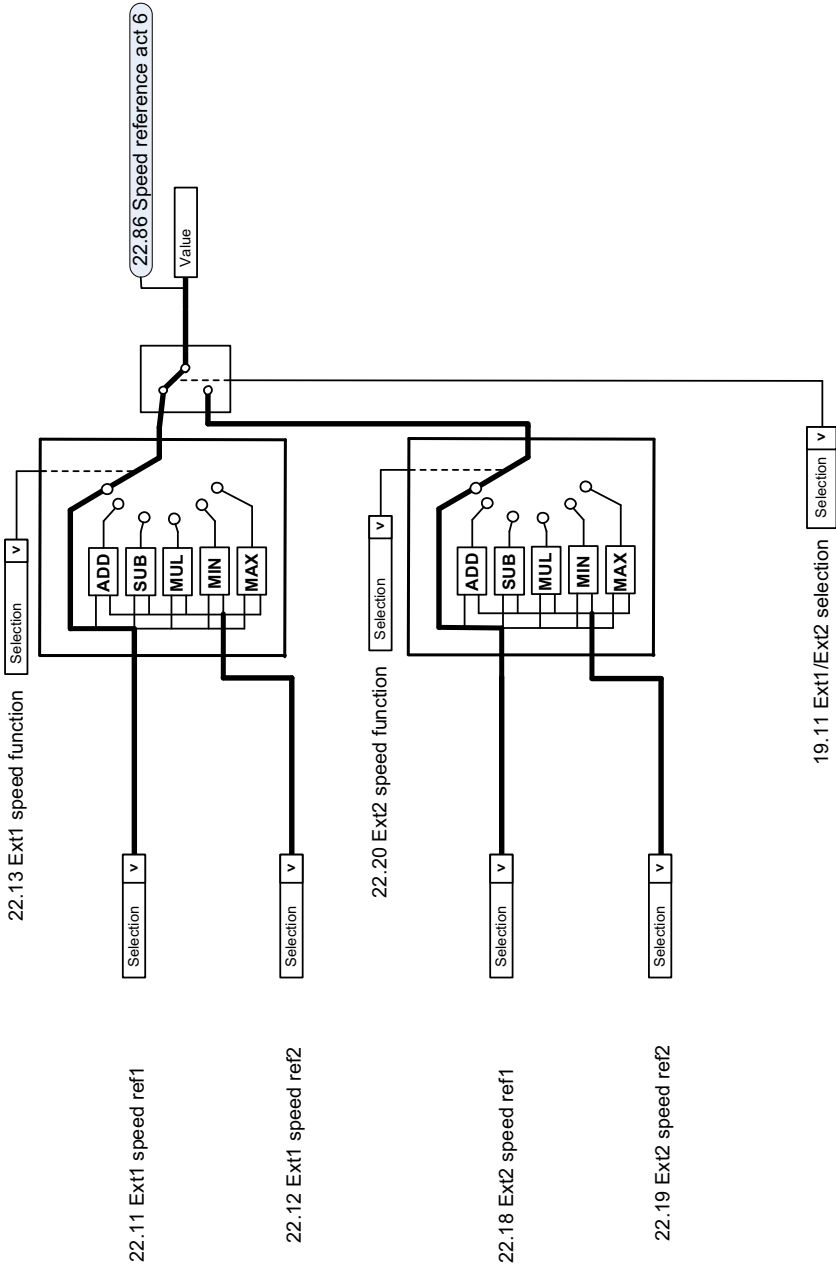 22.86 Speed reference act 6
Value
22.13 Ext1 speed function
Selection v
ADD
SUB
MUL
MIN
MAX
22.11 Ext1 speed ref1
Selection v
22.12 Ext1 speed ref2
Selection v
22.20 Ext2 speed function
Selection v
ADD
SUB
MUL
MIN
MAX
22.18 Ext2 speed ref1
Selection v
22.19 Ext2 speed ref2
Selection v
19.11 Ext1/Ext2 selection
Selection v